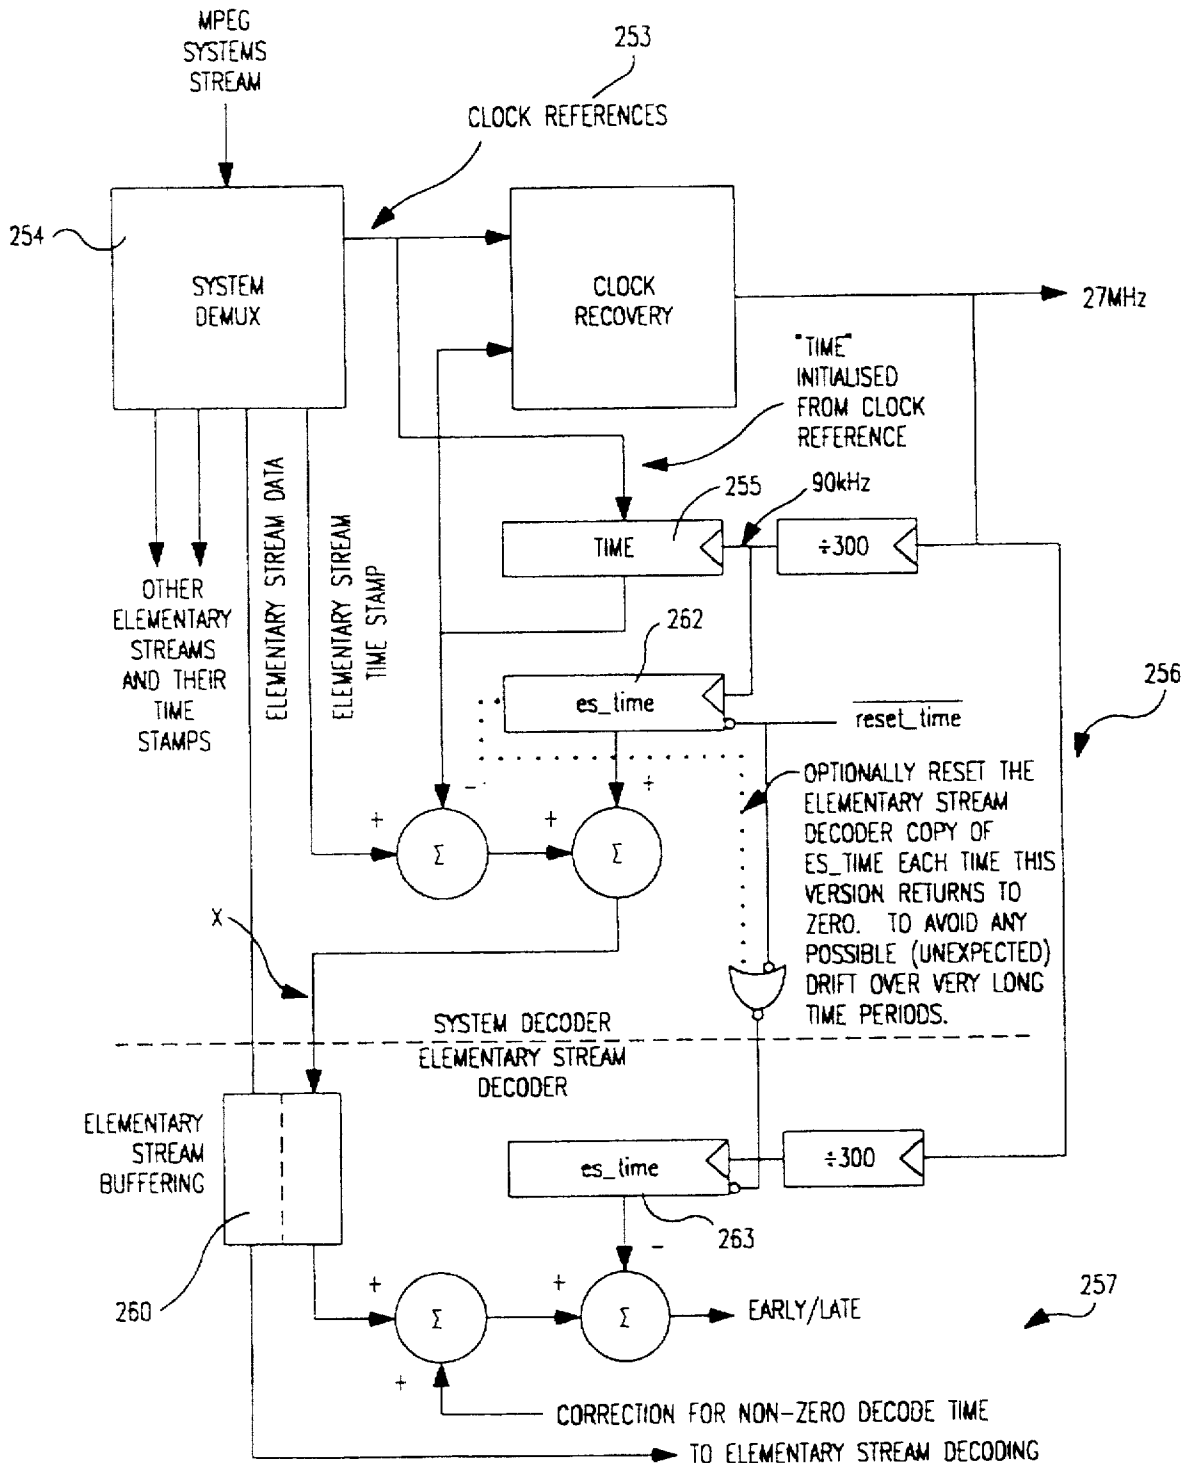 MPEG
SYSTEMS
STREAM
253
CLOCK REFERENCES
254
SYSTEM
DEMUX
CLOCK
RECOVERY
27MHz
"TIME"
INITIALISED
FROM CLOCK
REFERENCE
255
90kHz
TIME
÷300
ELEMENTARY STREAM DATA
ELEMENTARY STREAM
TIME STAMP
OTHER
ELEMENTARY
STREAMS
AND THEIR
TIME
STAMPS
262
es_time
reset_time
256
OPTIONALLY RESET THE
ELEMENTARY STREAM
DECODER COPY OF
ES_TIME EACH TIME THIS
VERSION RETURNS TO
ZERO. TO AVOID ANY
POSSIBLE (UNEXPECTED)
DRIFT OVER VERY LONG
TIME PERIODS.
-
+
+
+
Σ
Σ
X
SYSTEM DECODER
ELEMENTARY STREAM
DECODER
ELEMENTARY
STREAM
BUFFERING
es_time
÷300
263
260
-
+
+
Σ
Σ
EARLY/LATE
257
+
CORRECTION FOR NON-ZERO DECODE TIME
TO ELEMENTARY STREAM DECODING